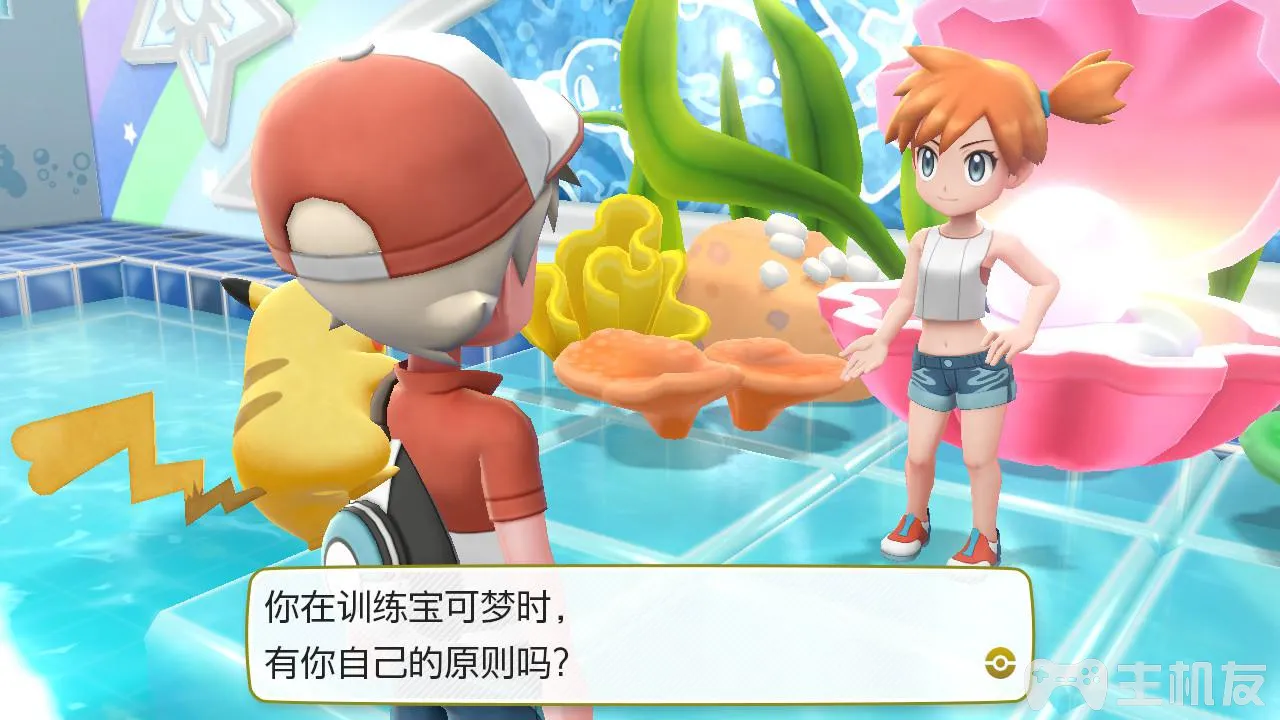 你在训练宝可梦时，
有你自己的原则吗？
主机友